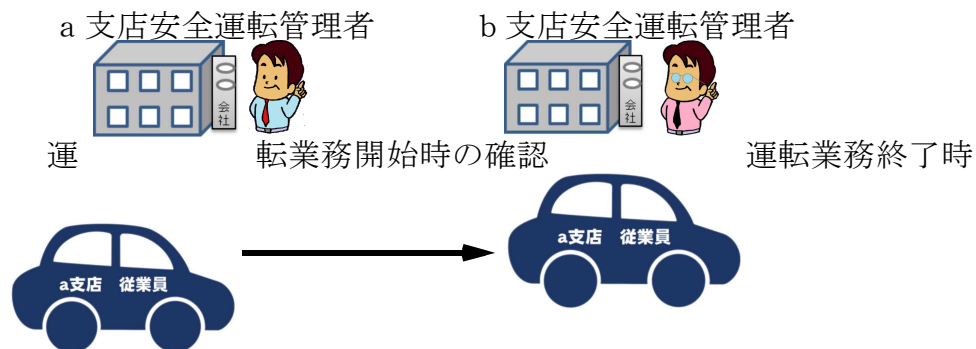 a 支店安全運転管理者
b 支店安全運転管理者
会社
会社
運 転業務開始時の確認 運転業務終了時
a支店 従業員
a支店 従業員